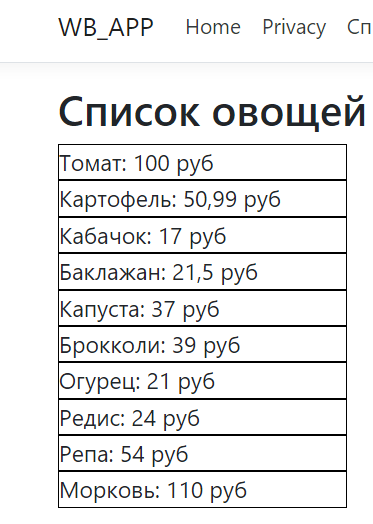 WB_APP Home Privacy Сп
Список овощей
Томат: 100 руб
Картофель: 50,99 руб
Кабачок: 17 руб
Баклажан: 21,5 руб
Капуста: 37 руб
Брокколи: 39 руб
Огурец: 21 руб
Редис: 24 руб
Репа: 54 руб
Морковь: 110 руб